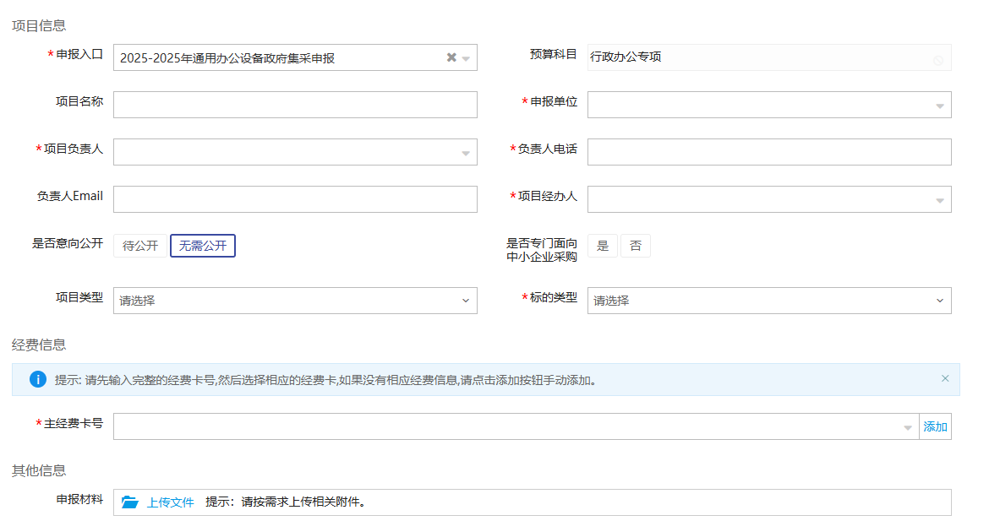 项目信息
*申报入口 2025-2025年通用办公设备政府集采申报 预算科目 行政办公专项
项目名称 *申报单位
*项目负责人 *负责人电话
负责人Email *项目经办人
是否意向公开 待公开 无需公开 是否专门面向 是 否
中小企业采购
项目类型 请选择 *标的类型 请选择
经费信息
提示: 请先输入完整的经费卡号,然后选择相应的经费卡,如果没有相应经费信息,请点击添加按钮手动添加。
*主经费卡号 添加
其他信息
申报材料 上传文件 提示：请按需求上传相关附件。